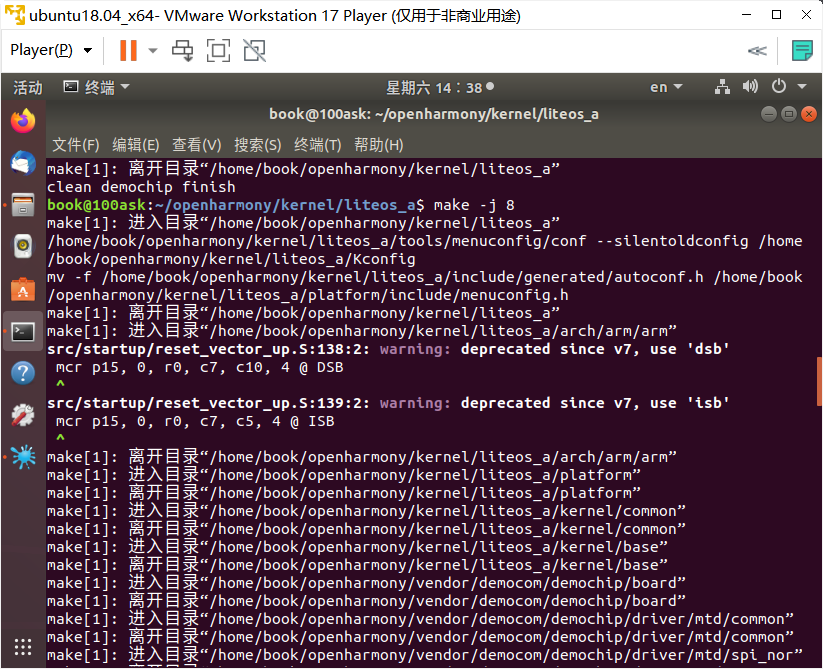 ubuntu18.04_x64- VMware Workstation 17 Player (仅用于非商业用途)
Player(P)
活动 终端 星期六 14：38 en
book@100ask: ~/openharmony/kernel/liteos_a
文件(F) 编辑(E) 查看(V) 搜索(S) 终端(T) 帮助(H)
make[1]: 离开目录“/home/book/openharmony/kernel/liteos_a”
clean demochip finish
book@100ask:~/openharmony/kernel/liteos_a$ make -j 8
make[1]: 进入目录“/home/book/openharmony/kernel/liteos_a”
/home/book/openharmony/kernel/liteos_a/tools/menuconfig/conf --silentoldconfig /home
/book/openharmony/kernel/liteos_a/Kconfig
mv -f /home/book/openharmony/kernel/liteos_a/include/generated/autoconf.h /home/book
/openharmony/kernel/liteos_a/platform/include/menuconfig.h
make[1]: 离开目录“/home/book/openharmony/kernel/liteos_a”
make[1]: 进入目录“/home/book/openharmony/kernel/liteos_a/arch/arm/arm”
src/startup/reset_vector_up.S:138:2: warning: deprecated since v7, use 'dsb'
mcr p15, 0, r0, c7, c10, 4 @ DSB
^
src/startup/reset_vector_up.S:139:2: warning: deprecated since v7, use 'isb'
mcr p15, 0, r0, c7, c5, 4 @ ISB
^
make[1]: 离开目录“/home/book/openharmony/kernel/liteos_a/arch/arm/arm”
make[1]: 进入目录“/home/book/openharmony/kernel/liteos_a/platform”
make[1]: 离开目录“/home/book/openharmony/kernel/liteos_a/platform”
make[1]: 进入目录“/home/book/openharmony/kernel/liteos_a/kernel/common”
make[1]: 离开目录“/home/book/openharmony/kernel/liteos_a/kernel/common”
make[1]: 进入目录“/home/book/openharmony/kernel/liteos_a/kernel/base”
make[1]: 离开目录“/home/book/openharmony/kernel/liteos_a/kernel/base”
make[1]: 进入目录“/home/book/openharmony/vendor/democom/demochip/board”
make[1]: 离开目录“/home/book/openharmony/vendor/democom/demochip/board”
make[1]: 进入目录“/home/book/openharmony/vendor/democom/demochip/driver/mtd/common”
make[1]: 离开目录“/home/book/openharmony/vendor/democom/demochip/driver/mtd/common”
make[1]: 进入目录“/home/book/openharmony/vendor/democom/demochip/driver/mtd/spi_nor”